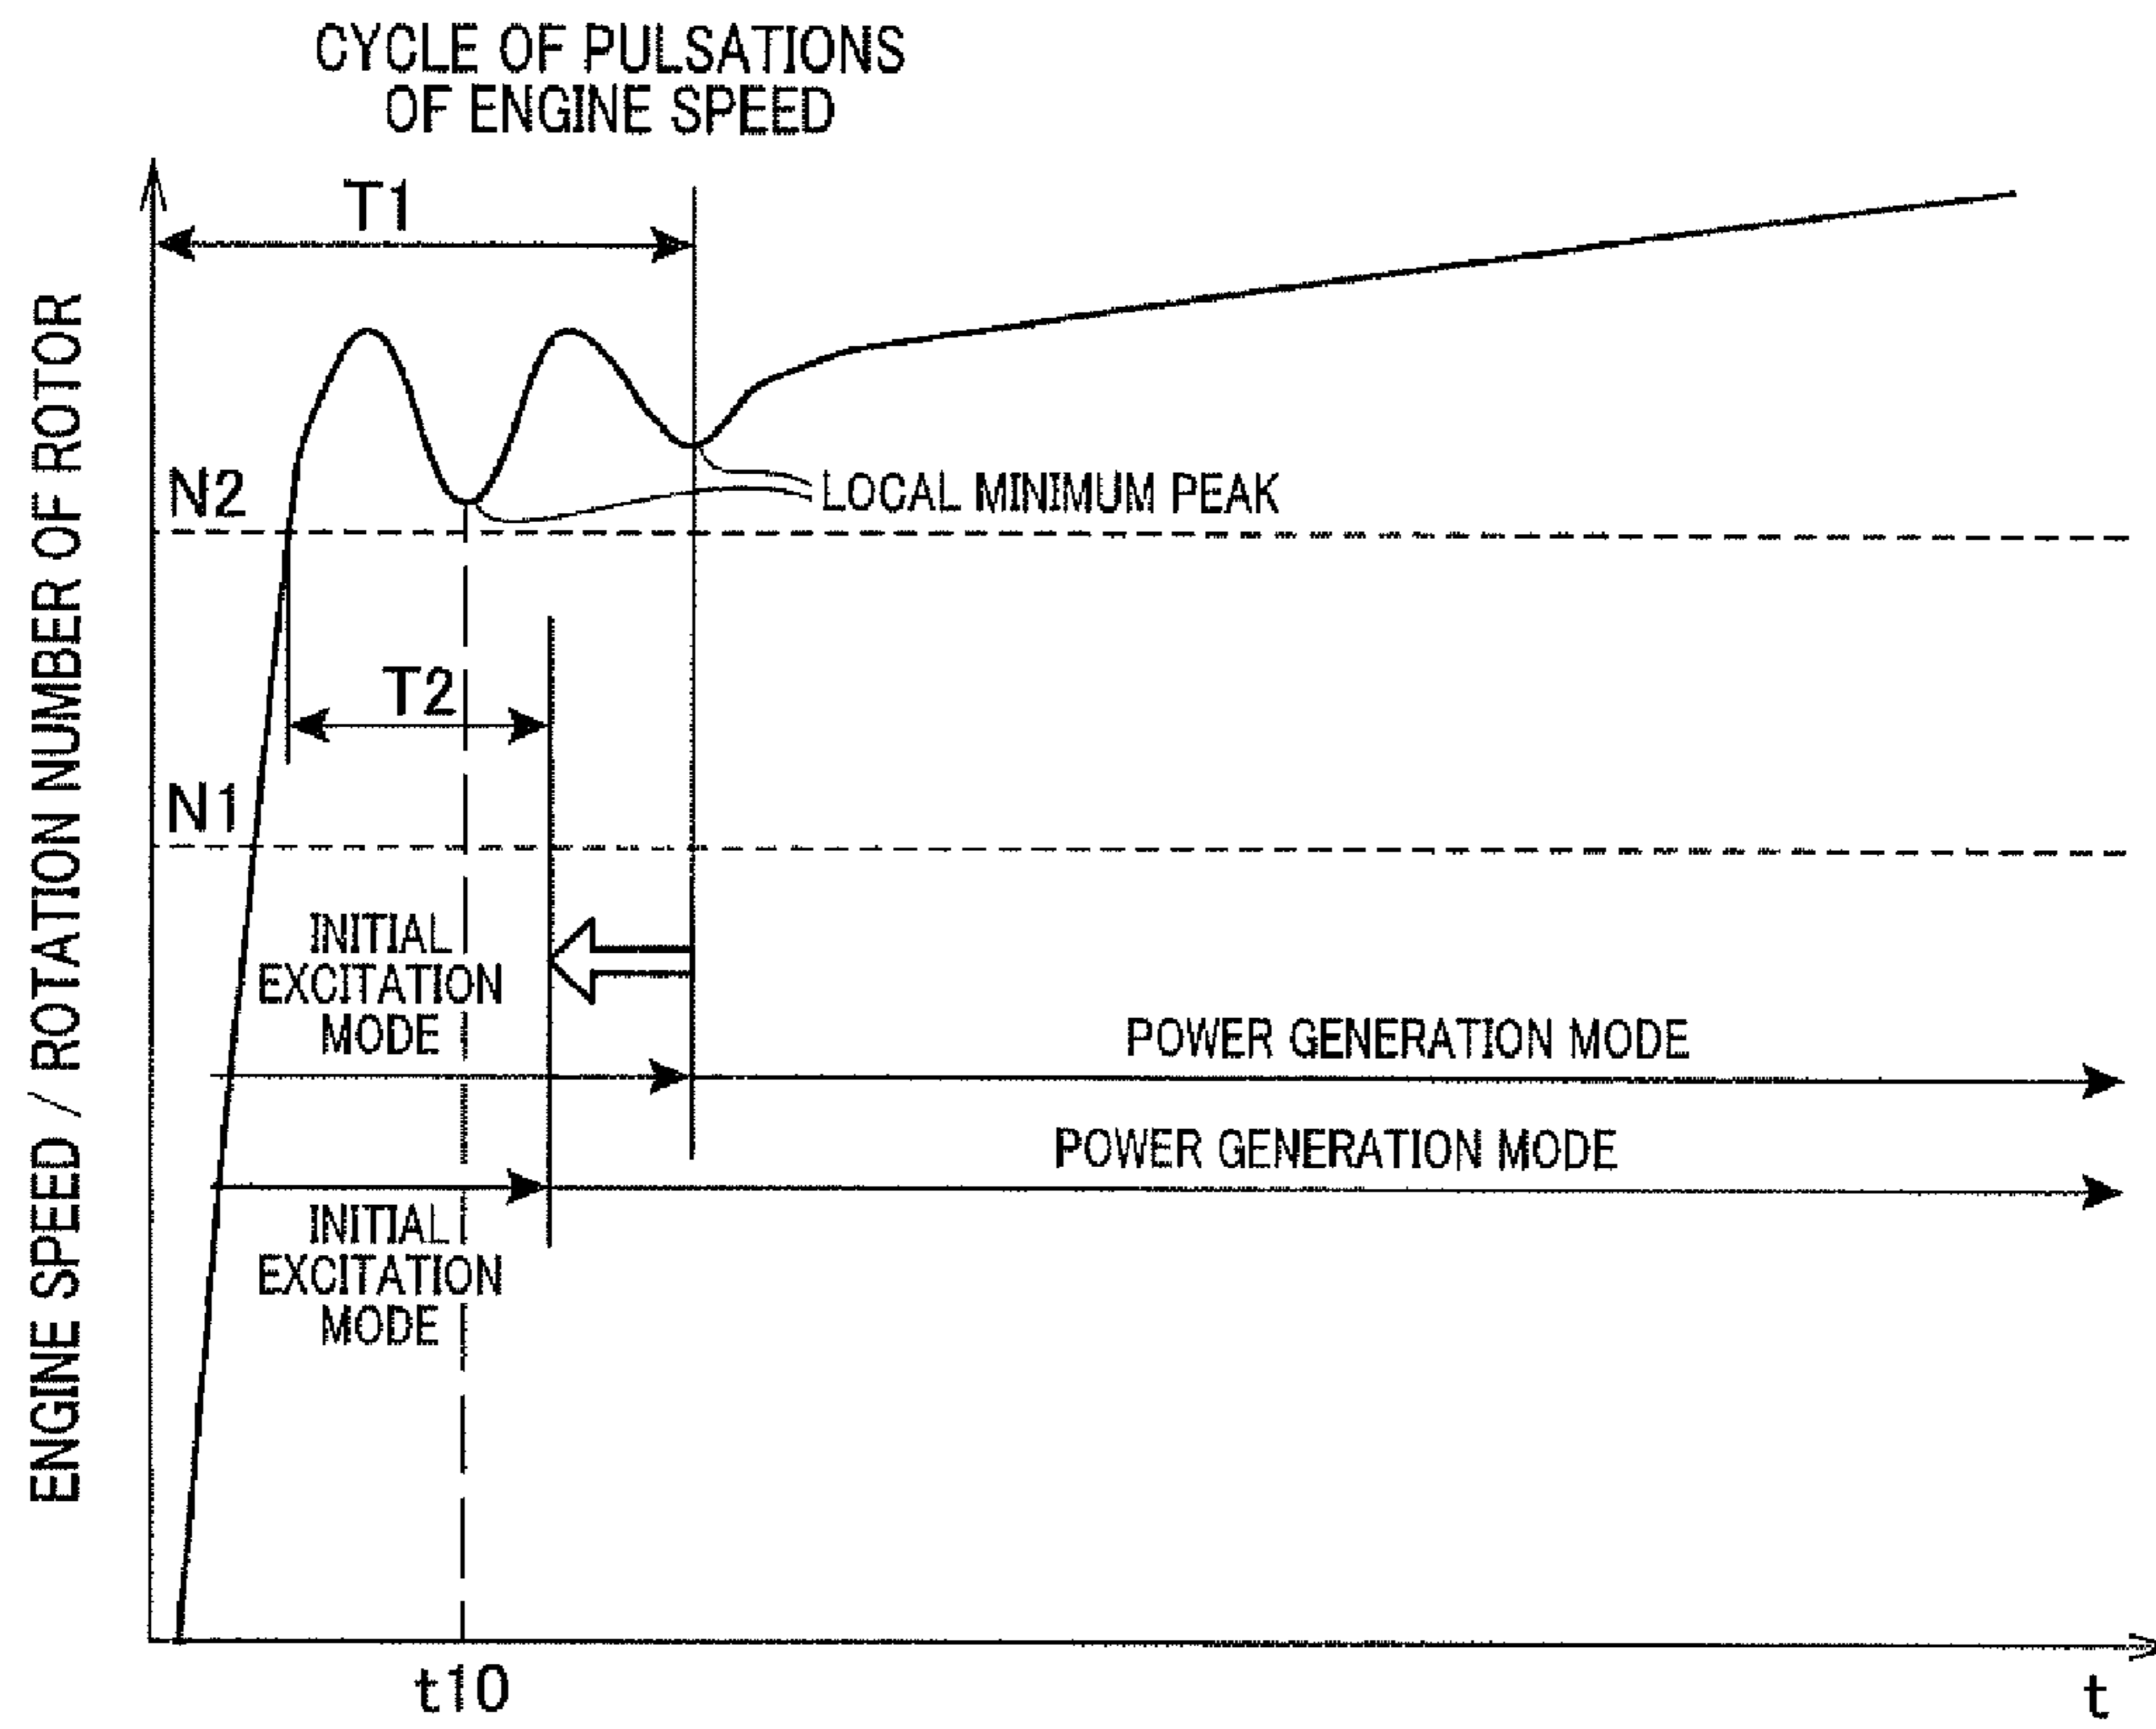 CYCLE OF PULSATIONS
OF ENGINE SPEED
T1
ENGINE SPEED / ROTATION NUMBER OF ROTOR
N2
LOCAL MINIMUM PEAK
T2
N1
INITIAL
EXCITATION
MODE
POWER GENERATION MODE
POWER GENERATION MODE
INITIAL
EXCITATION
MODE
t10
t